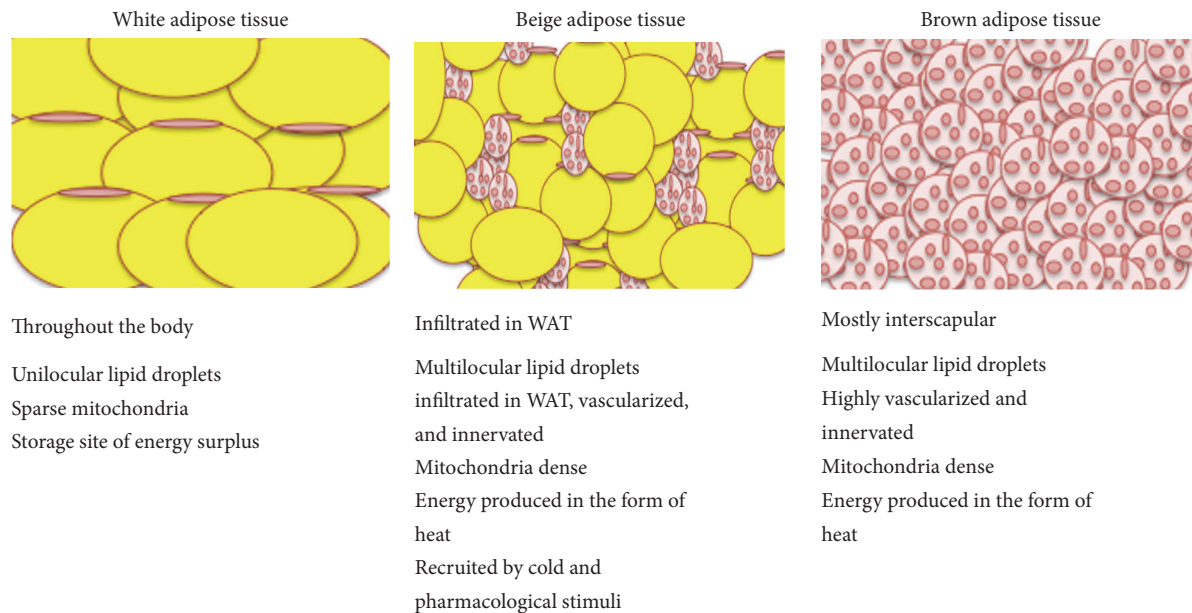 White adipose tissue
Beige adipose tissue
Brown adipose tissue
Throughout the body
Unilocular lipid droplets
Sparse mitochondria
Storage site of energy surplus
Infiltrated in WAT
Multilocular lipid droplets
infiltrated in WAT, vascularized,
and innervated
Mitochondria dense
Energy produced in the form of
heat
Recruited by cold and
pharmacological stimuli
Mostly interscapular
Multilocular lipid droplets
Highly vascularized and
innervated
Mitochondria dense
Energy produced in the form of
heat